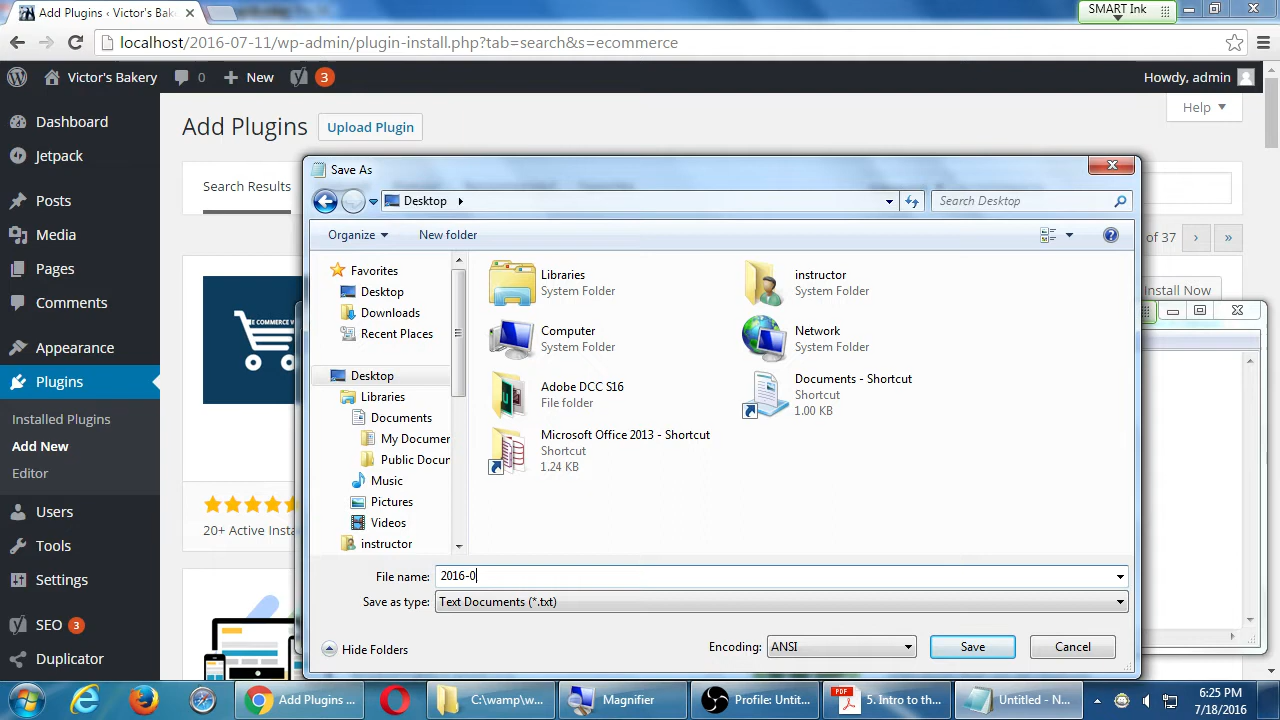 Add Plugins ‹ Victor's Bakery
SMART Ink
localhost/2016-07-11/wp-admin/plugin-install.php?tab=search&s=ecommerce
Victor's Bakery 0 New 3 Howdy, admin
Help
Dashboard
Jetpack
Posts
Media
Pages
Comments
Appearance
Plugins
Installed Plugins
Add New
Editor
Users
Tools
Settings
SEO 3
Duplicator
Add Plugins Upload Plugin
Search Results
of 37 › »
Install Now
20+ Active Insta
Save As
Desktop
Search Desktop
Organize New folder
Favorites
Desktop
Downloads
Recent Places
Desktop
Libraries
Documents
My Documer
Public Docur
Music
Pictures
Videos
instructor
Libraries
System Folder
instructor
System Folder
Computer
System Folder
Network
System Folder
Adobe DCC S16
File folder
Documents - Shortcut
Shortcut
1.00 KB
Microsoft Office 2013 - Shortcut
Shortcut
1.24 KB
File name: 2016-0
Save as type: Text Documents (*.txt)
Hide Folders
Encoding: ANSI Save Cancel
Add Plugins ...
C:\wamp\w...
Magnifier
Profile: Untit...
PDF
5. Intro to th...
Untitled - N...
6:25 PM
7/18/2016